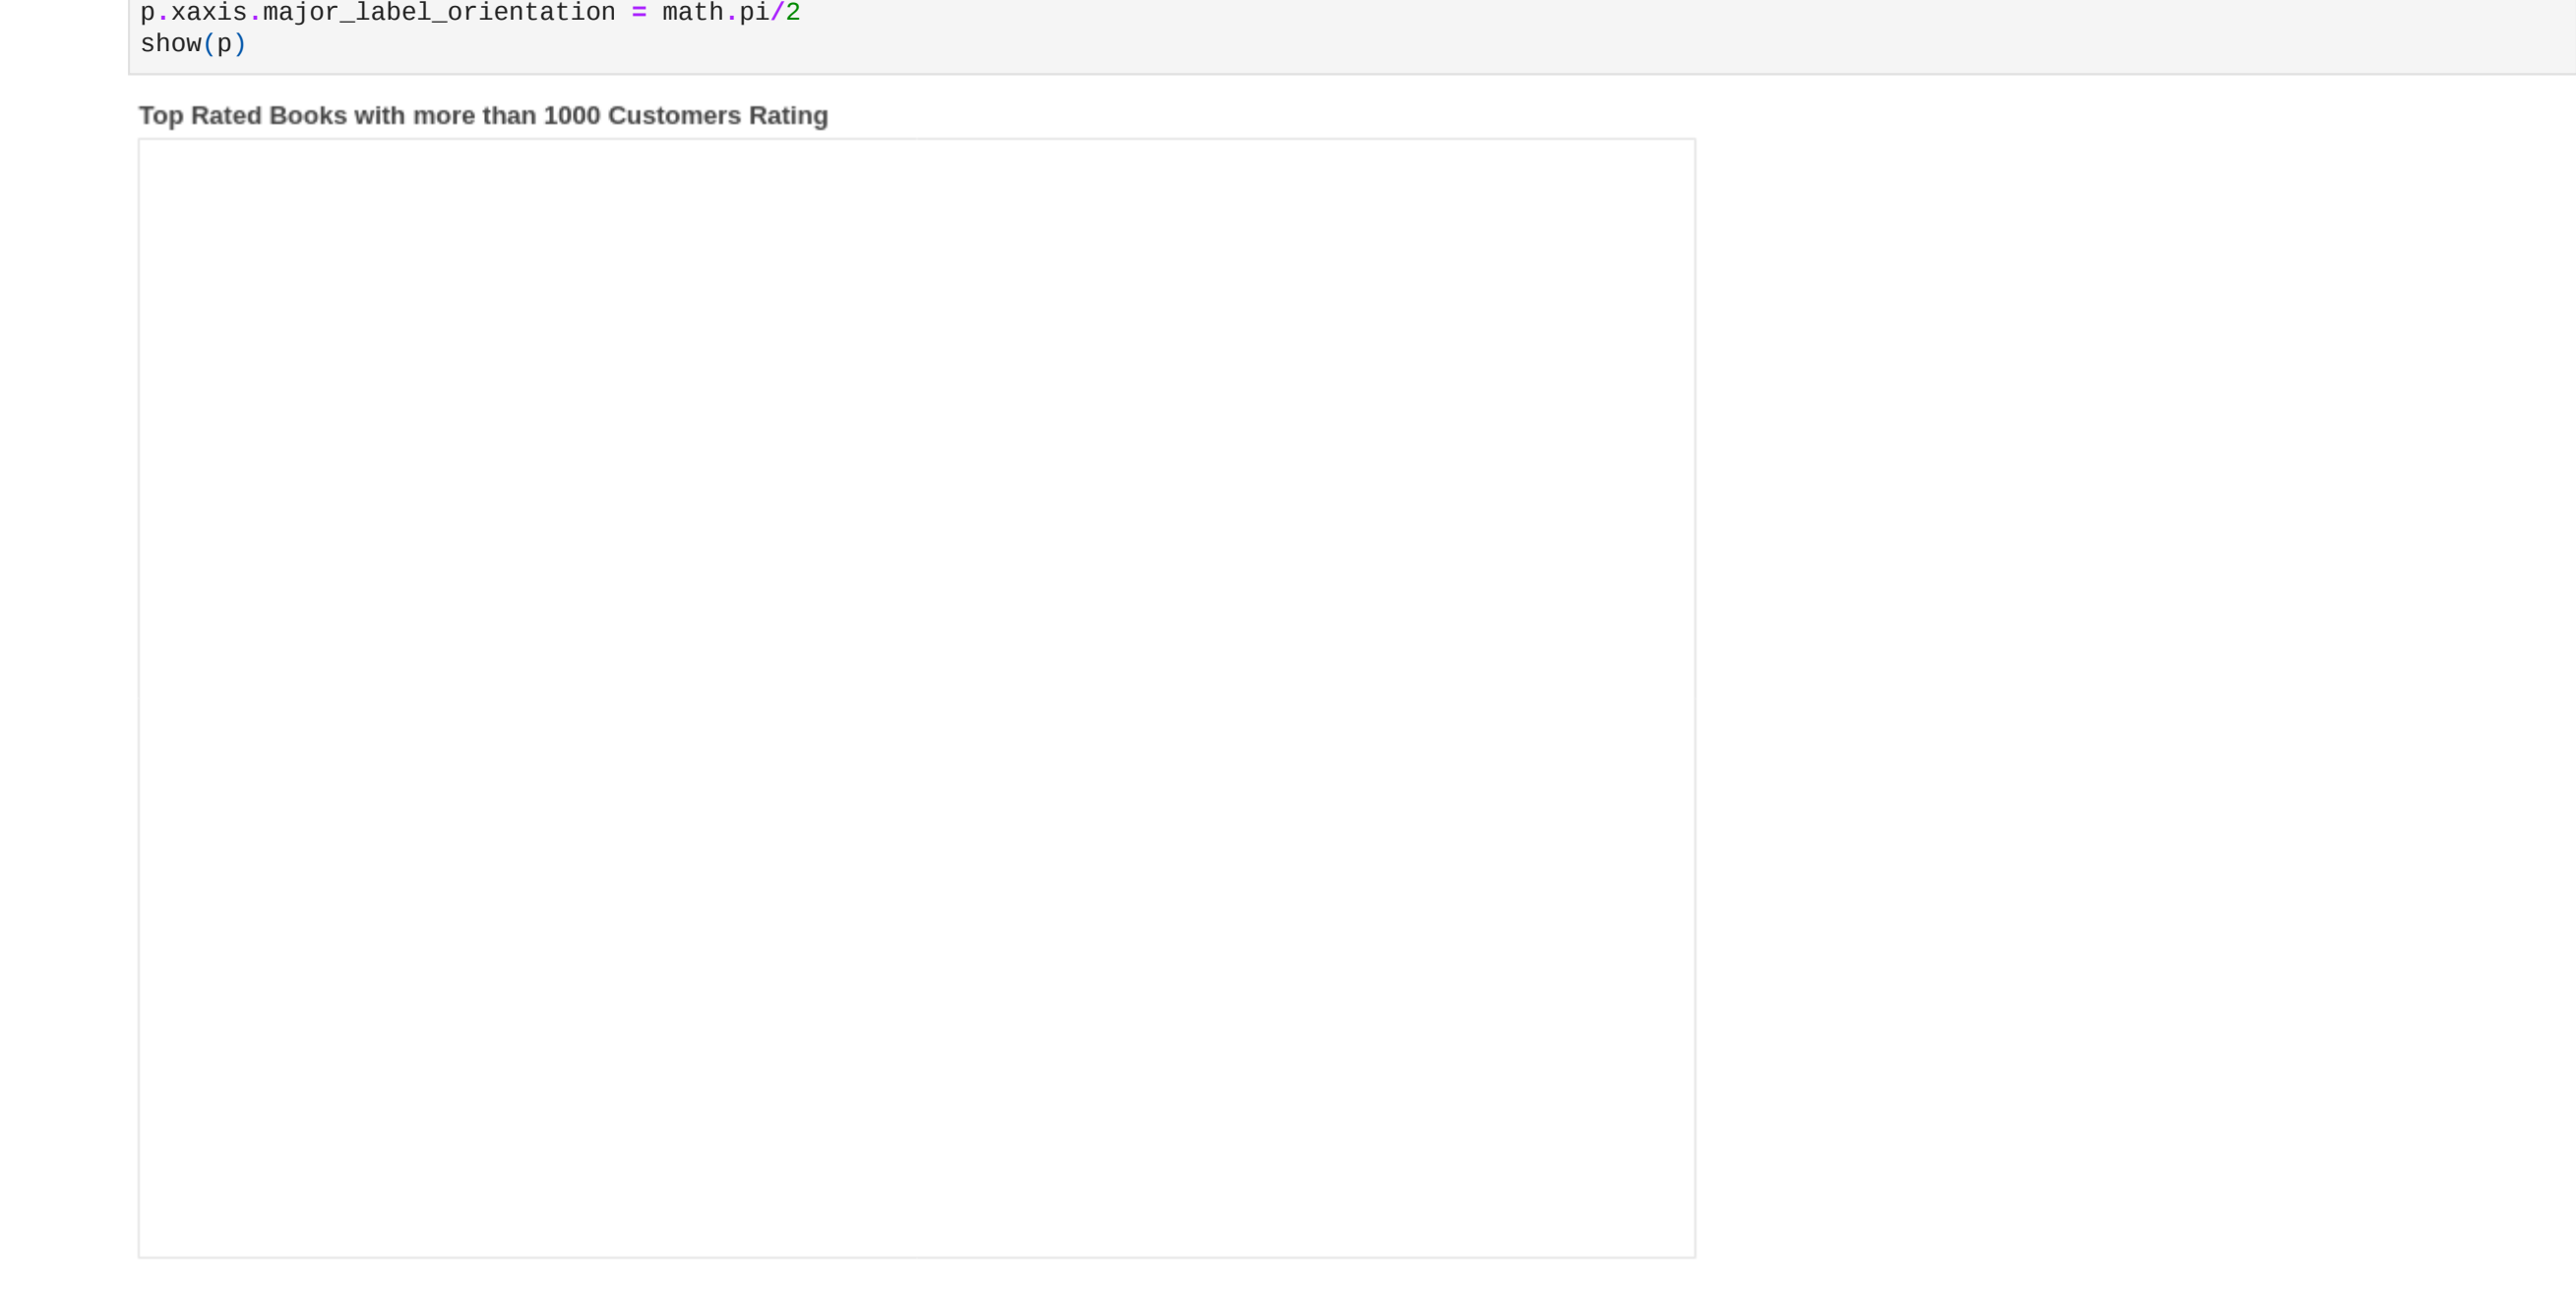 p.xaxis.major_label_orientation = math.pi/2
show(p)
Top Rated Books with more than 1000 Customers Rating